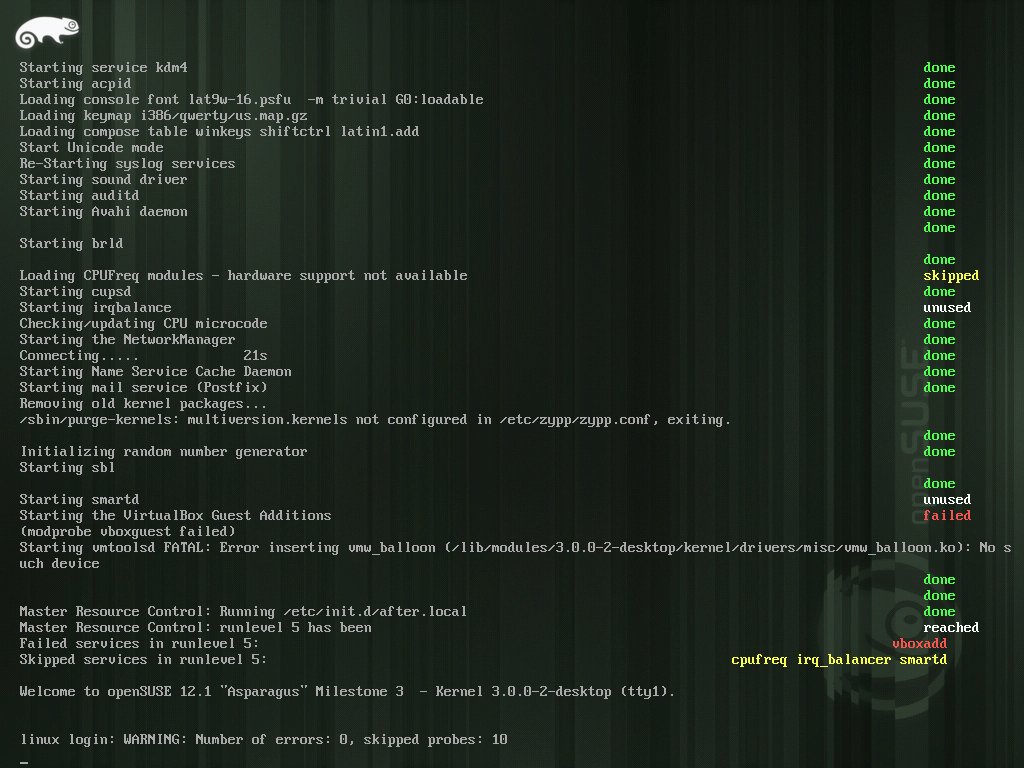 Starting service kdm4 done
Starting acpid done
Loading console font lat9w-16.psfu  -m trivial G0:loadable done
Loading keymap i386/qwerty/us.map.gz done
Loading compose table winkeys shiftctrl latin1.add done
Start Unicode mode done
Re-Starting syslog services done
Starting sound driver done
Starting auditd done
Starting Avahi daemon done
done
Starting brld
done
Loading CPUFreq modules - hardware support not available skipped
Starting cupsd done
Starting irqbalance unused
Checking/updating CPU microcode done
Starting the NetworkManager done
Connecting..... 21s done
Starting Name Service Cache Daemon done
Starting mail service (Postfix) done
Removing old kernel packages...
/sbin/purge-kernels: multiversion.kernels not configured in /etc/zypp/zypp.conf, exiting.
done
Initializing random number generator done
Starting sbl
done
Starting smartd unused
Starting the VirtualBox Guest Additions failed
(modprobe vboxguest failed)
Starting vmtoolsd FATAL: Error inserting vmw_balloon (/lib/modules/3.0.0-2-desktop/kernel/drivers/misc/vmw_balloon.ko): No s
uch device
done
done
Master Resource Control: Running /etc/init.d/after.local done
Master Resource Control: runlevel 5 has been reached
Failed services in runlevel 5: vboxadd
Skipped services in runlevel 5: cpufreq irq_balancer smartd
Welcome to openSUSE 12.1 "Asparagus" Milestone 3  - Kernel 3.0.0-2-desktop (tty1).
linux login: WARNING: Number of errors: 0, skipped probes: 10
_
openSUSE